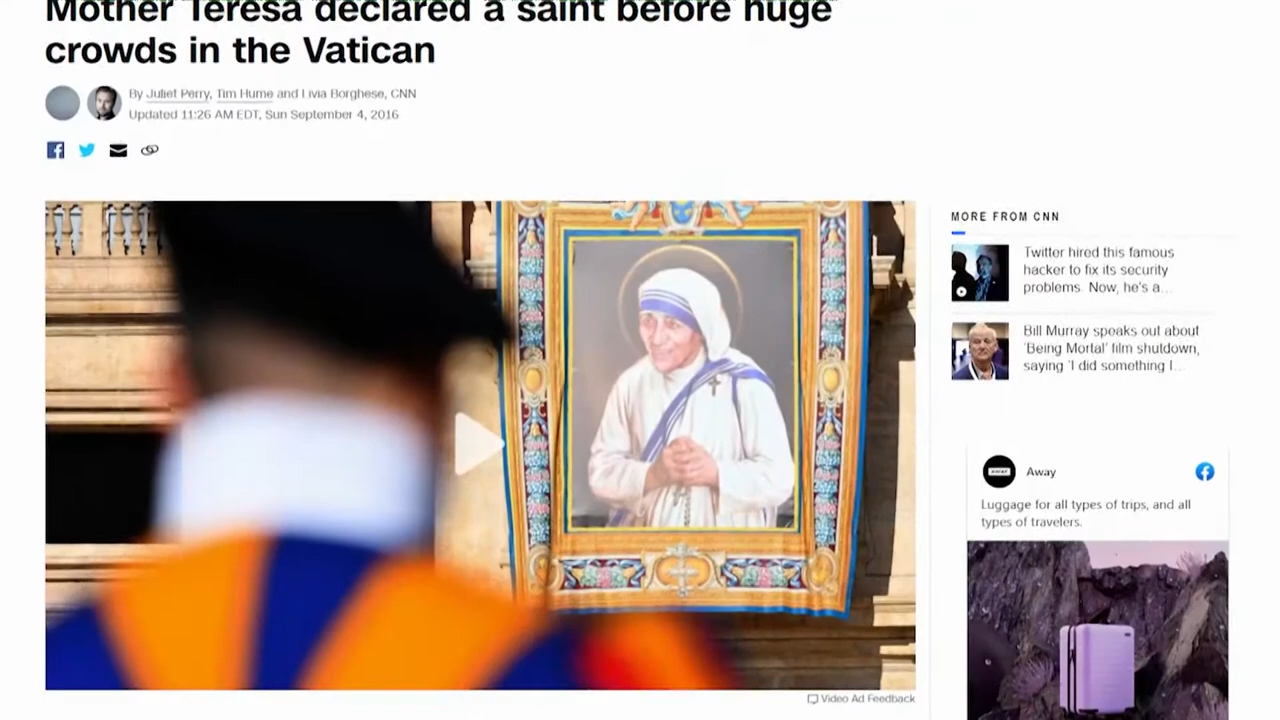 Mother Teresa declared a saint before huge
crowds in the Vatican
By Juliet Perry, Tim Hume and Livia Borghese, CNN
Updated 11:26 AM EDT, Sun September 4, 2016
MORE FROM CNN
Twitter hired this famous
hacker to fix its security
problems. Now, he's a...
Bill Murray speaks out about
'Being Mortal' film shutdown,
saying 'I did something I...
Away
Luggage for all types of trips, and all
types of travelers.
Video Ad Feedback